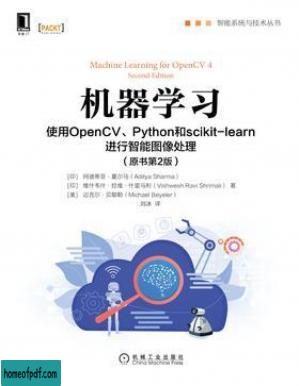 PACKT
智能系统与技术丛书
Machine Learning for OpenCV 4
Second Edition
机器学习
使用OpenCV、Python和scikit-learn
进行智能图像处理
（原书第2版）
[印] 阿迪蒂亚·夏尔马（Aditya Sharma）
[印] 维什韦什·拉维·什里马利（Vishwesh Ravi Shrimali） 著
[美] 迈克尔·贝耶勒（Michael Beyeler）
刘冰 译
机械工业出版社
China Machine Press
homeofpdf.com
homeofpdf.com